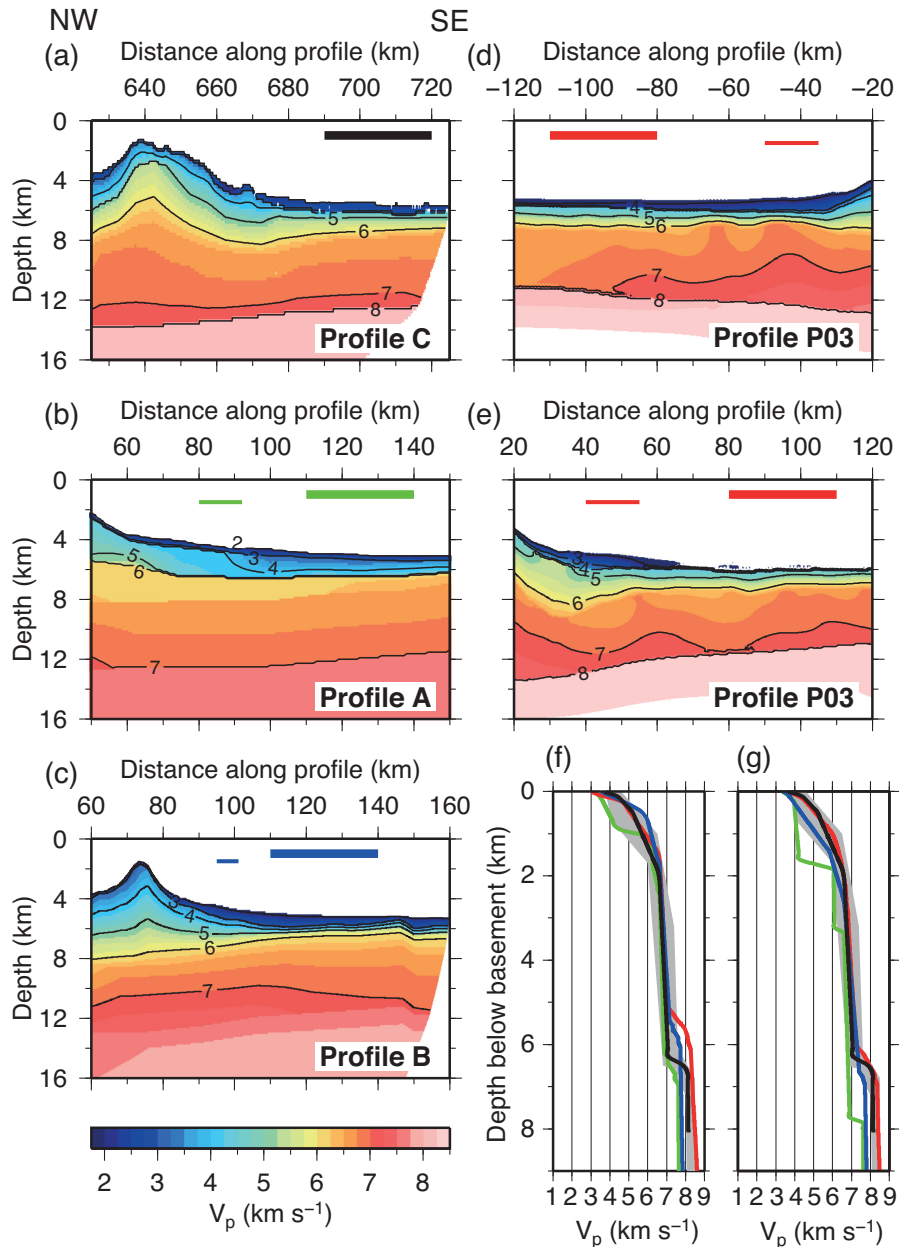 NW
SE
(a)
Distance along profile (km)
640 660 680 700 720
0
4
8
12
16
Depth (km)
5
6
7
8
Profile C
(d)
Distance along profile (km)
−120 −100 −80 −60 −40 −20
4
5
6
7
8
Profile P03
(b)
Distance along profile (km)
60 80 100 120 140
0
4
8
12
16
Depth (km)
2
3
4
5
6
7
Profile A
(e)
Distance along profile (km)
20 40 60 80 100 120
3
4
5
6
7
8
Profile P03
(c)
Distance along profile (km)
60 80 100 120 140 160
0
4
8
12
16
Depth (km)
3
4
5
6
7
Profile B
2 3 4 5 6 7 8
Vp (km s⁻¹)
(f)
(g)
0
2
4
6
8
Depth below basement (km)
1 2 3 4 5 6 7 8 9
Vp (km s⁻¹)
1 2 3 4 5 6 7 8 9
Vp (km s⁻¹)